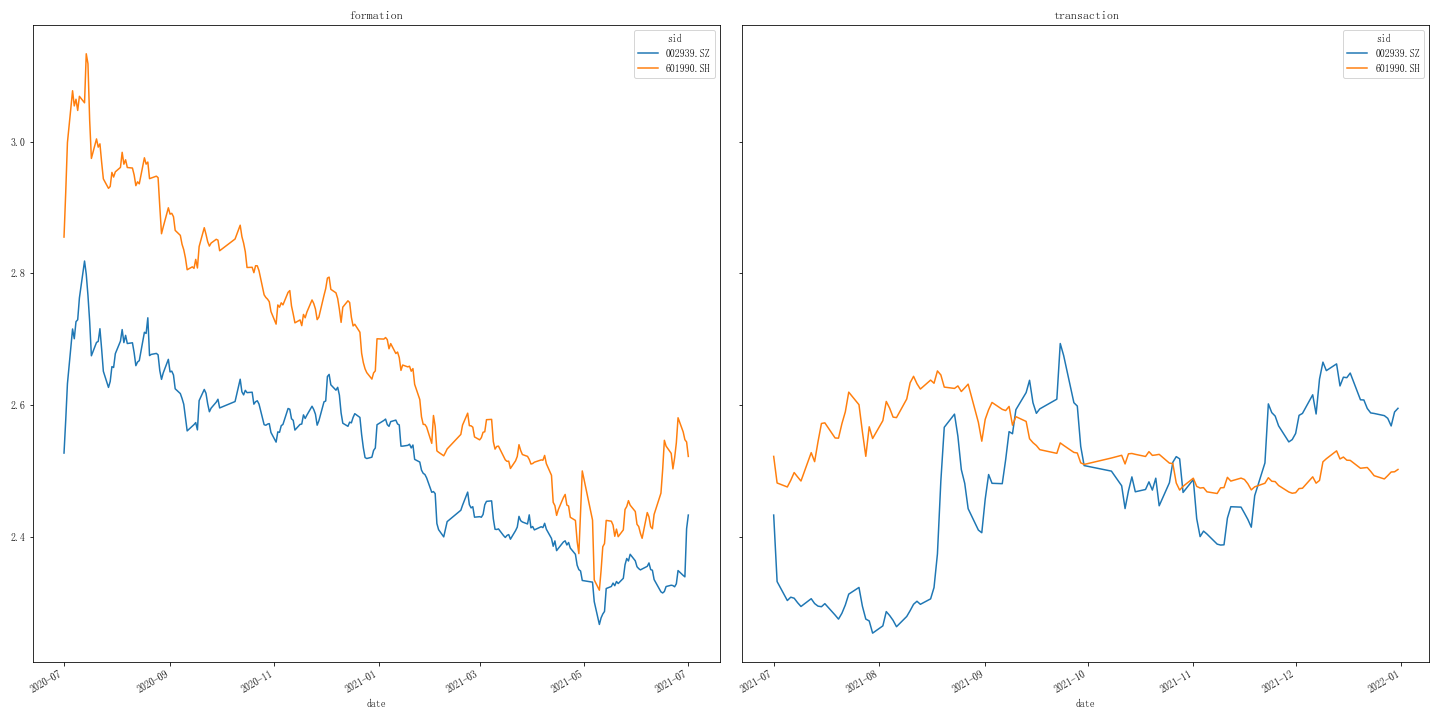 formation
sid
002939.SZ
601990.SH
3.0
2.8
2.6
2.4
2020-07
2020-09
2020-11
2021-01
2021-03
2021-05
2021-07
date
transaction
sid
002939.SZ
601990.SH
2021-07
2021-08
2021-09
2021-10
2021-11
2021-12
2022-01
date